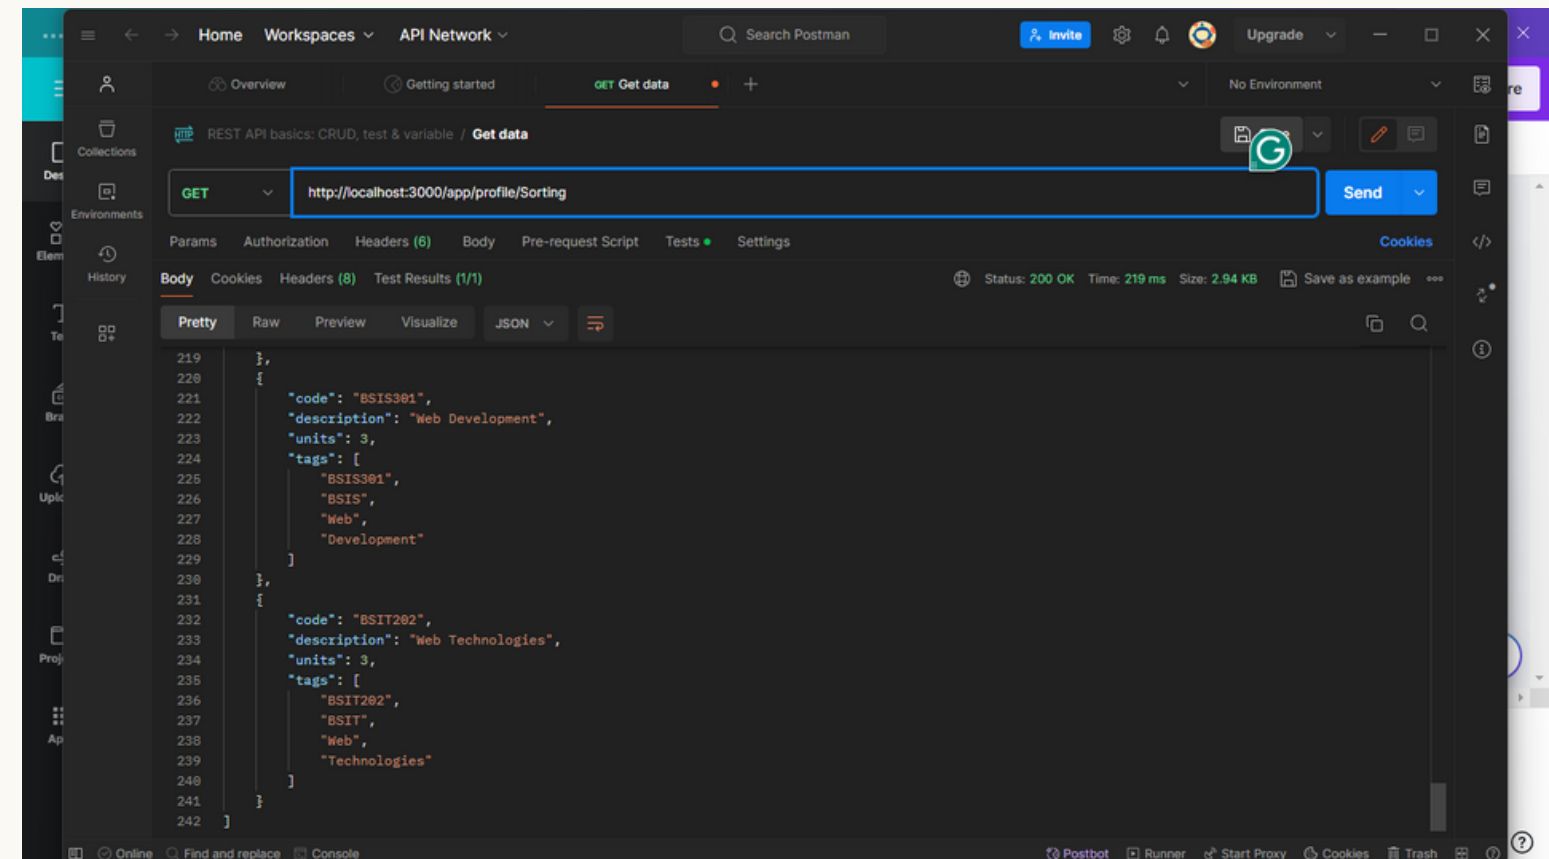 Home Workspaces API Network Search Postman Invite Upgrade
Overview Getting started GET Get data No Environment
REST API basics: CRUD, test & variable / Get data
Collections
GET http://localhost:3000/app/profile/Sorting Send
Environments
Params Authorization Headers (6) Body Pre-request Script Tests Settings Cookies
History
Body Cookies Headers (8) Test Results (1/1) Status: 200 OK Time: 219 ms Size: 2.94 KB Save as example
Pretty Raw Preview Visualize JSON
219 },
220 {
221 "code": "BSIS301",
222 "description": "Web Development",
223 "units": 3,
224 "tags": [
225 "BSIS301",
226 "BSIS",
227 "Web",
228 "Development"
229 ]
230 },
231 {
232 "code": "BSIT202",
233 "description": "Web Technologies",
234 "units": 3,
235 "tags": [
236 "BSIT202",
237 "BSIT",
238 "Web",
239 "Technologies"
240 ]
241 }
242 ]
Online Find and replace Console Postbot Runner Start Proxy Cookies Trash